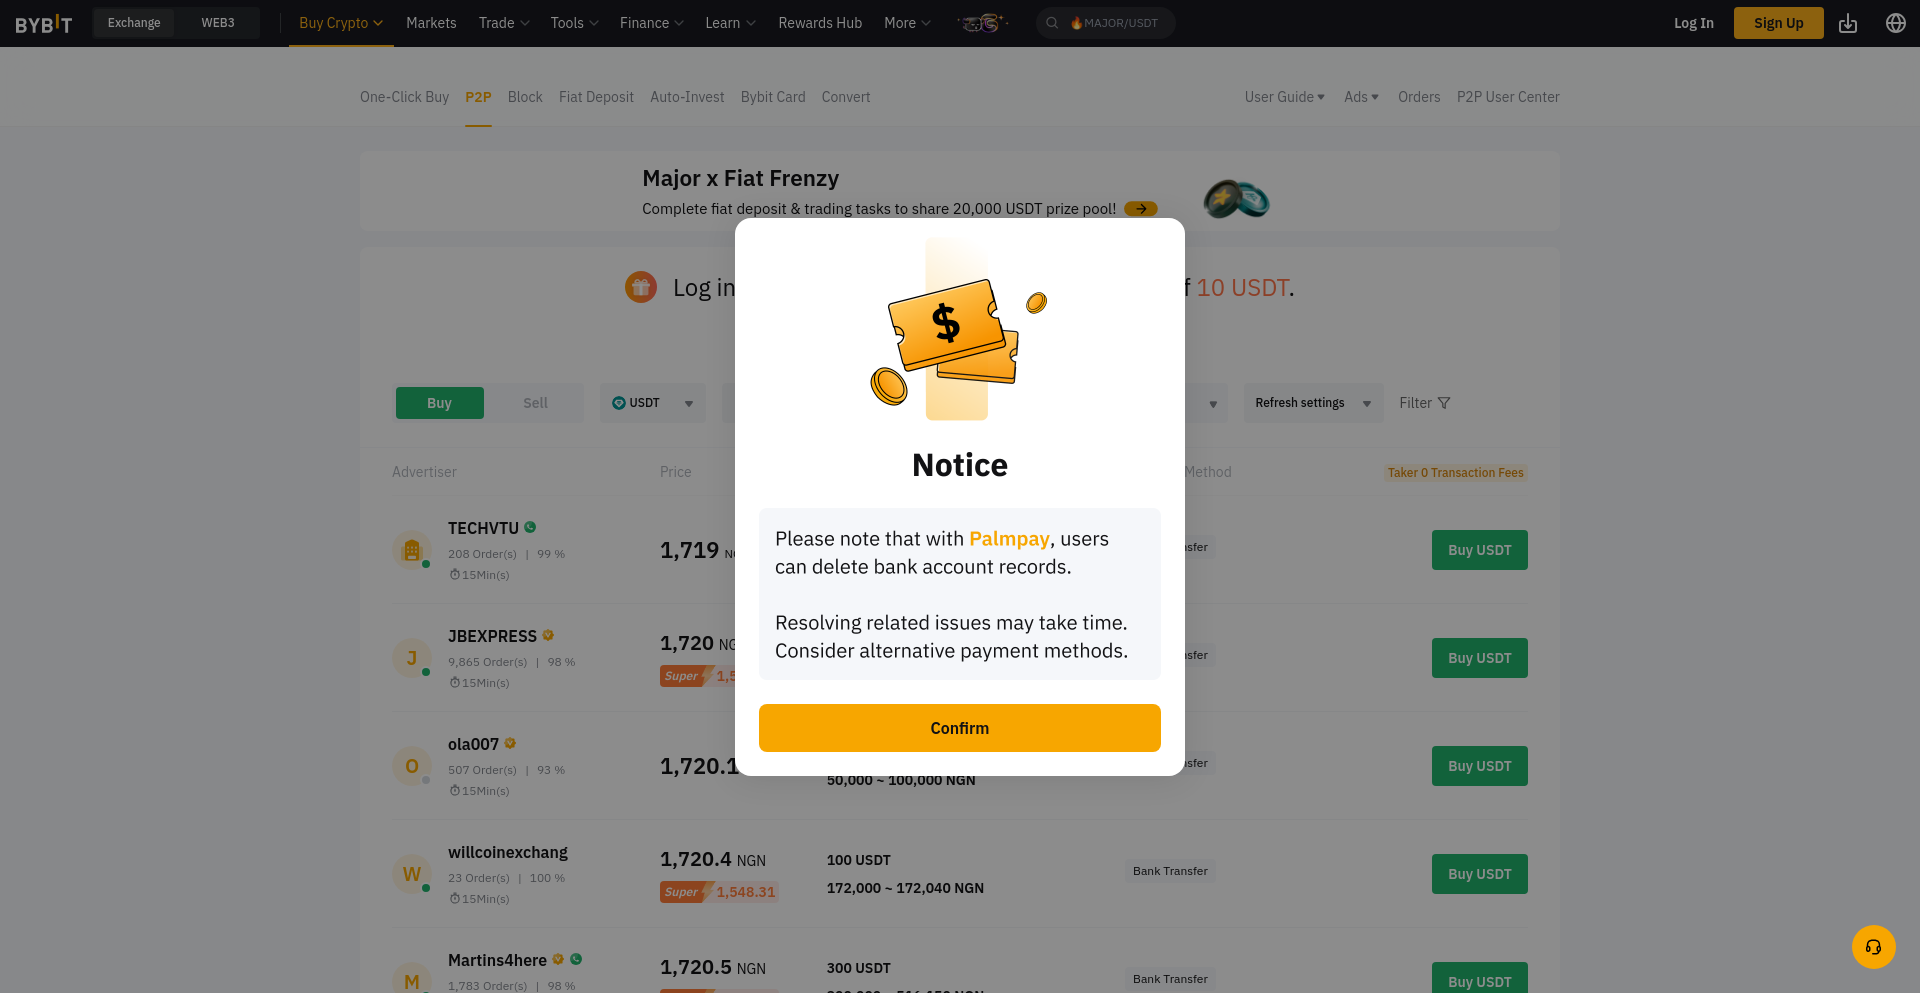 BYBIT
Exchange
WEB3
Buy Crypto
Markets
Trade
Tools
Finance
Learn
Rewards Hub
More
MAJOR/USDT
Log In
Sign Up
One-Click Buy
P2P
Block
Fiat Deposit
Auto-Invest
Bybit Card
Convert
User Guide
Ads
Orders
P2P User Center
Major x Fiat Frenzy
Complete fiat deposit & trading tasks to share 20,000 USDT prize pool!
Log in
10 USDT.
Buy
Sell
USDT
Refresh settings
Filter
Advertiser
Price
Method
Taker 0 Transaction Fees
$
Notice
Please note that with Palmpay, users
can delete bank account records.
Resolving related issues may take time.
Consider alternative payment methods.
Confirm
TECHVTU
208 Order(s) | 99 %
15Min(s)
1,719
Buy USDT
J
JBEXPRESS
9,865 Order(s) | 98 %
15Min(s)
1,720
Super
Buy USDT
O
ola007
507 Order(s) | 93 %
15Min(s)
1,720.1
50,000 ~ 100,000 NGN
Buy USDT
W
willcoinexchang
23 Order(s) | 100 %
15Min(s)
1,720.4 NGN
Super 1,548.31
100 USDT
172,000 ~ 172,040 NGN
Bank Transfer
Buy USDT
M
Martins4here
1,783 Order(s) | 98 %
1,720.5 NGN
300 USDT
Bank Transfer
Buy USDT